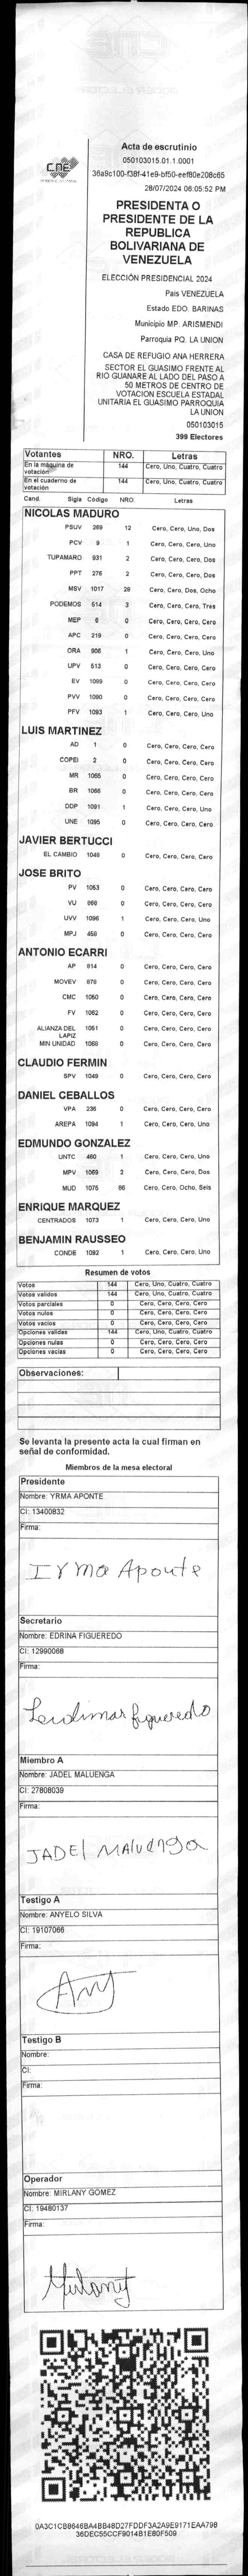 CNE
Acta de escrutinio
050103015.01.1.0001
36a9c100-f38f-41e9-bf50-eef80e208c65
28/07/2024 06:05:52 PM
PRESIDENTA O
PRESIDENTE DE LA
REPUBLICA
BOLIVARIANA DE
VENEZUELA
ELECCIÓN PRESIDENCIAL 2024
Pais VENEZUELA
Estado EDO. BARINAS
Municipio MP. ARISMENDI
Parroquia PQ. LA UNION
CASA DE REFUGIO ANA HERRERA
SECTOR EL GUASIMO FRENTE AL
RIO GUANARE AL LADO DEL PASO A
50 METROS DE CENTRO DE
VOTACION ESCUELA ESTADAL
UNITARIA EL GUASIMO PARROQUIA
LA UNION
050103015
399 Electores
Votantes NRO. Letras
En la máquina de votación 144 Cero, Uno, Cuatro, Cuatro
En el cuaderno de votación 144 Cero, Uno, Cuatro, Cuatro
Cand. Sigla Código NRO. Letras
NICOLAS MADURO
PSUV 269 12 Cero, Cero, Uno, Dos
PCV 9 1 Cero, Cero, Cero, Uno
TUPAMARO 931 2 Cero, Cero, Cero, Dos
PPT 276 2 Cero, Cero, Cero, Dos
MSV 1017 28 Cero, Cero, Dos, Ocho
PODEMOS 514 3 Cero, Cero, Cero, Tres
MEP 6 0 Cero, Cero, Cero, Cero
APC 219 0 Cero, Cero, Cero, Cero
ORA 906 1 Cero, Cero, Cero, Uno
UPV 513 0 Cero, Cero, Cero, Cero
EV 1089 0 Cero, Cero, Cero, Cero
PVV 1090 0 Cero, Cero, Cero, Cero
PFV 1093 1 Cero, Cero, Cero, Uno
LUIS MARTINEZ
AD 1 0 Cero, Cero, Cero, Cero
COPEI 2 0 Cero, Cero, Cero, Cero
MR 1065 0 Cero, Cero, Cero, Cero
BR 1066 0 Cero, Cero, Cero, Cero
DDP 1091 1 Cero, Cero, Cero, Uno
UNE 1095 0 Cero, Cero, Cero, Cero
JAVIER BERTUCCI
EL CAMBIO 1048 0 Cero, Cero, Cero, Cero
JOSE BRITO
PV 1053 0 Cero, Cero, Cero, Cero
VU 868 0 Cero, Cero, Cero, Cero
UVV 1096 1 Cero, Cero, Cero, Uno
MPJ 458 0 Cero, Cero, Cero, Cero
ANTONIO ECARRI
AP 914 0 Cero, Cero, Cero, Cero
MOVEV 878 0 Cero, Cero, Cero, Cero
CMC 1050 0 Cero, Cero, Cero, Cero
FV 1062 0 Cero, Cero, Cero, Cero
ALIANZA DEL LAPIZ 1051 0 Cero, Cero, Cero, Cero
MIN UNIDAD 1068 0 Cero, Cero, Cero, Cero
CLAUDIO FERMIN
SPV 1049 0 Cero, Cero, Cero, Cero
DANIEL CEBALLOS
VPA 236 0 Cero, Cero, Cero, Cero
AREPA 1094 1 Cero, Cero, Cero, Uno
EDMUNDO GONZALEZ
UNTC 460 1 Cero, Cero, Cero, Uno
MPV 1069 2 Cero, Cero, Cero, Dos
MUD 1075 86 Cero, Cero, Ocho, Seis
ENRIQUE MARQUEZ
CENTRADOS 1073 1 Cero, Cero, Cero, Uno
BENJAMIN RAUSSEO
CONDE 1092 1 Cero, Cero, Cero, Uno
Resumen de votos
Votos 144 Cero, Uno, Cuatro, Cuatro
Votos validos 144 Cero, Uno, Cuatro, Cuatro
Votos parciales 0 Cero, Cero, Cero, Cero
Votos nulos 0 Cero, Cero, Cero, Cero
Votos vacios 0 Cero, Cero, Cero, Cero
Opciones validas 144 Cero, Uno, Cuatro, Cuatro
Opciones nulas 0 Cero, Cero, Cero, Cero
Opciones vacias 0 Cero, Cero, Cero, Cero
Observaciones:
Se levanta la presente acta la cual firman en
señal de conformidad.
Miembros de la mesa electoral
Presidente
Nombre: YRMA APONTE
CI: 13400832
Firma:
Irma Aponte
Secretario
Nombre: EDRINA FIGUEREDO
CI: 12990068
Firma:
figueredo
Miembro A
Nombre: JADEL MALUENGA
CI: 27808039
Firma:
JADEl MAlUENga
Testigo A
Nombre: ANYELO SILVA
CI: 19107066
Firma:
Any
Testigo B
Nombre:
CI:
Firma:
Operador
Nombre: MIRLANY GOMEZ
CI: 19480137
Firma:
Mirlany
0A3C1CB8646BA4BB48D27FDDF3A2A9E9171EAA798
36DEC55CCF9014B1E80F509